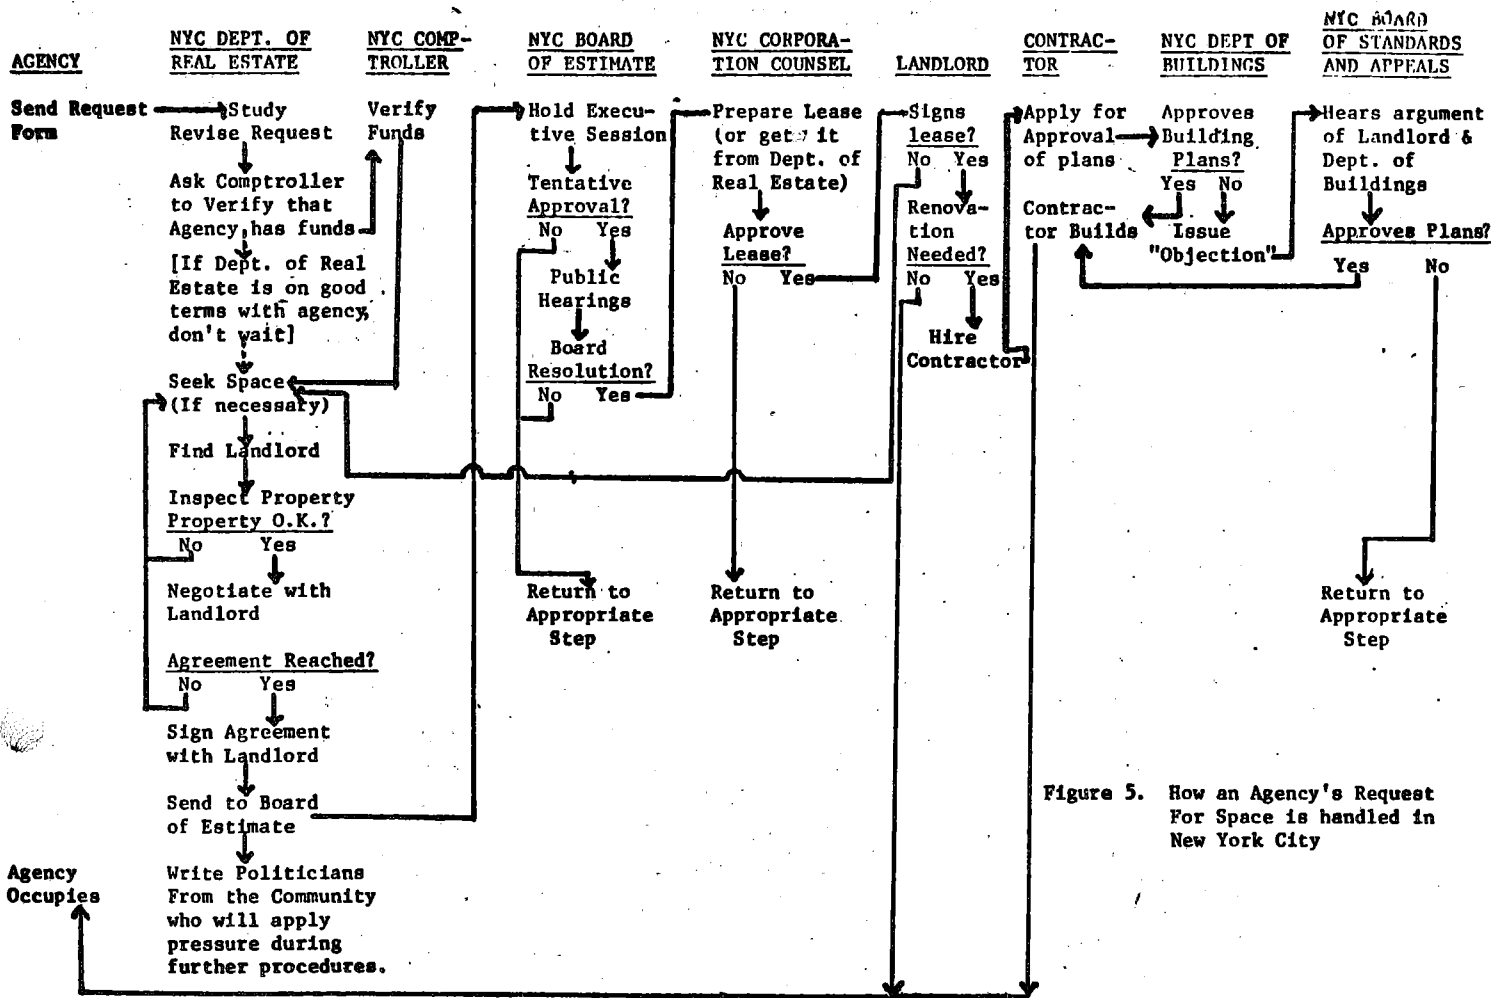 AGENCY
Send Request
Form
Agency
Occupies
NYC DEPT. OF
REAL ESTATE
Study
Revise Request
Ask Comptroller
to Verify that
Agency has funds
[If Dept. of Real
Estate is on good
terms with agency,
don't wait]
Seek Space
(If necessary)
Find Landlord
Inspect Property
Property O.K.?
No Yes
Negotiate with
Landlord
Agreement Reached?
No Yes
Sign Agreement
with Landlord
Send to Board
of Estimate
Write Politicians
From the Community
who will apply
pressure during
further procedures.
NYC COMP-
TROLLER
Verify
Funds
NYC BOARD
OF ESTIMATE
Hold Execu-
tive Session
Tentative
Approval?
No Yes
Public
Hearings
Board
Resolution?
No Yes
Return to
Appropriate
Step
NYC CORPORA-
TION COUNSEL
Prepare Lease
(or get it
from Dept. of
Real Estate)
Approve
Lease?
No Yes
Return to
Appropriate
Step
LANDLORD
Signs
lease?
No Yes
Renova-
tion
Needed?
No Yes
Hire
Contractor
CONTRAC-
TOR
Apply for
Approval
of plans
Contrac-
tor Builds
NYC DEPT OF
BUILDINGS
Approves
Building
Plans?
Yes No
Issue
"Objection"
NYC BOARD
OF STANDARDS
AND APPEALS
Hears argument
of Landlord &
Dept. of
Buildings
Approves Plans?
Yes No
Return to
Appropriate
Step
Figure 5. How an Agency's Request
For Space is handled in
New York City